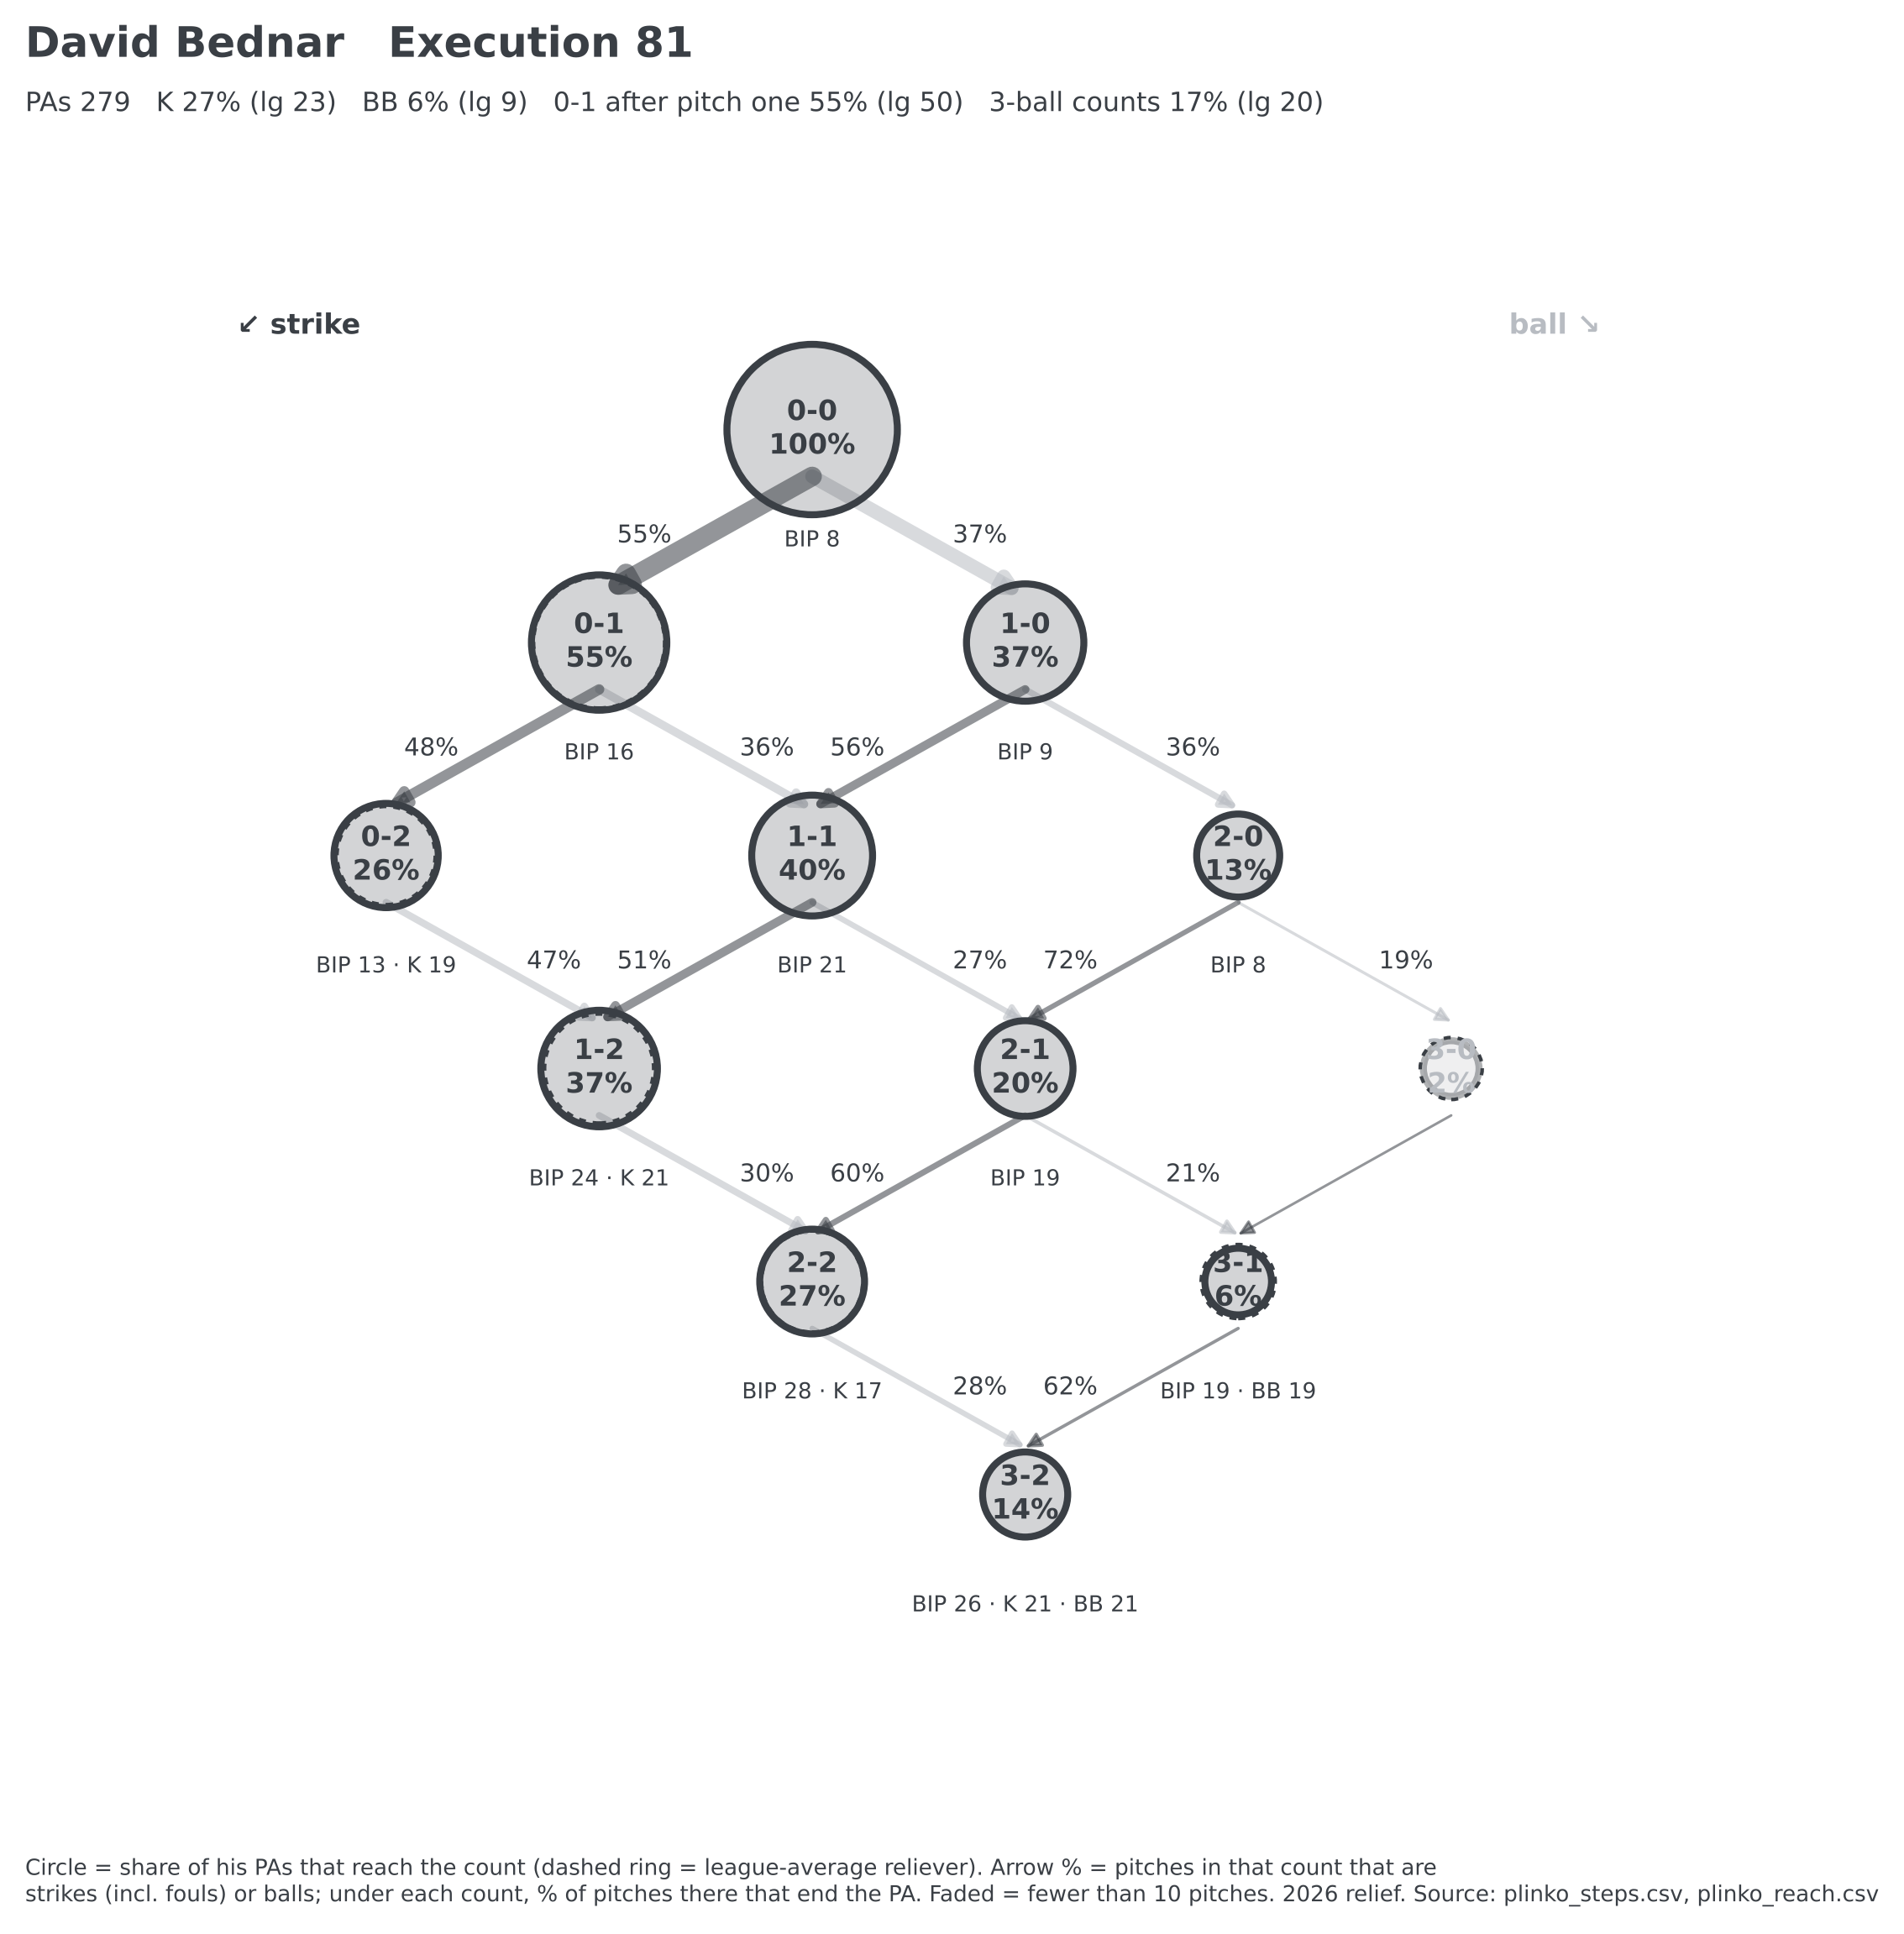 David Bednar   Execution 81
PAs 279   K 27% (lg 23)   BB 6% (lg 9)   0-1 after pitch one 55% (lg 50)   3-ball counts 17% (lg 20)
↙ strike
ball ↘
0-0
100%
55%
37%
BIP 8
0-1
55%
1-0
37%
48%
36%
56%
36%
BIP 16
BIP 9
0-2
26%
1-1
40%
2-0
13%
47%
51%
27%
72%
19%
BIP 13 · K 19
BIP 21
BIP 8
1-2
37%
2-1
20%
3-0
2%
30%
60%
21%
BIP 24 · K 21
BIP 19
2-2
27%
3-1
6%
28%
62%
BIP 28 · K 17
BIP 19 · BB 19
3-2
14%
BIP 26 · K 21 · BB 21
Circle = share of his PAs that reach the count (dashed ring = league-average reliever). Arrow % = pitches in that count that are
strikes (incl. fouls) or balls; under each count, % of pitches there that end the PA. Faded = fewer than 10 pitches. 2026 relief. Source: plinko_steps.csv, plinko_reach.csv